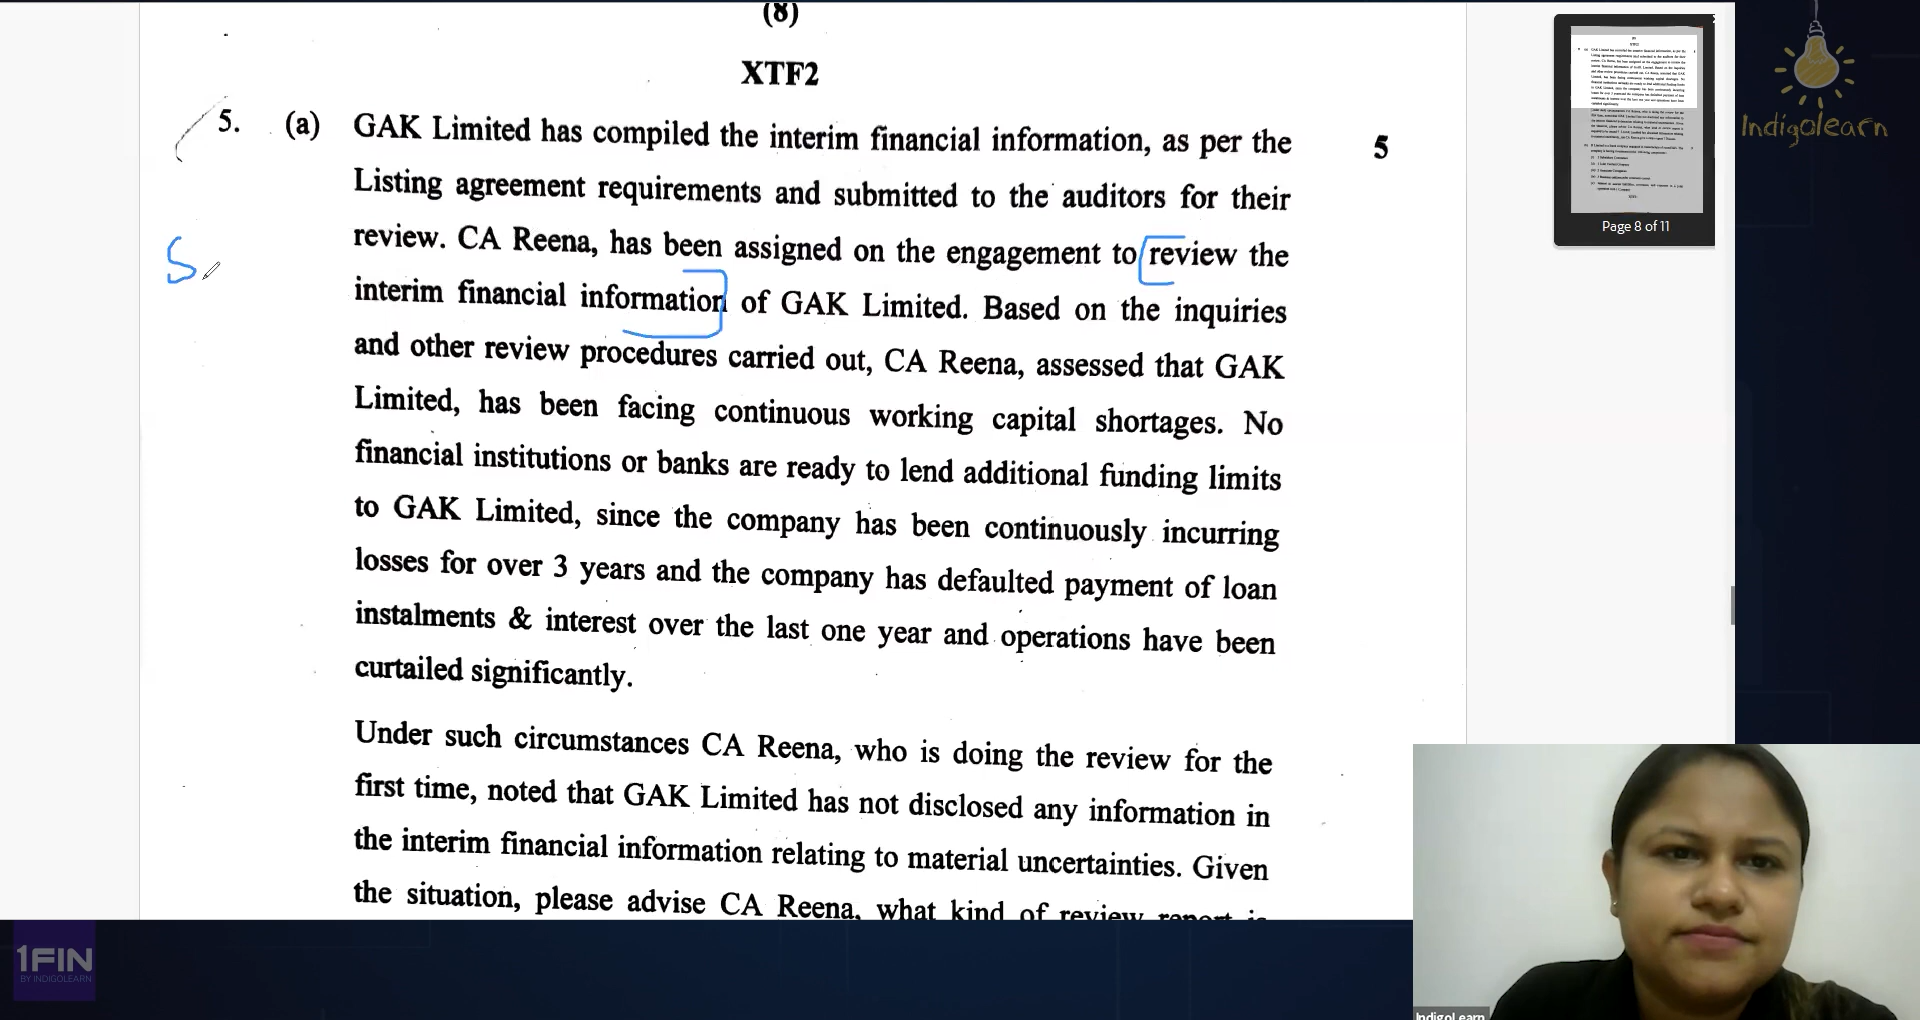 (8)
XTF2
5. (a) GAK Limited has compiled the interim financial information, as per the 5
Listing agreement requirements and submitted to the auditors for their
review. CA Reena, has been assigned on the engagement to review the
interim financial information of GAK Limited. Based on the inquiries
and other review procedures carried out, CA Reena, assessed that GAK
Limited, has been facing continuous working capital shortages. No
financial institutions or banks are ready to lend additional funding limits
to GAK Limited, since the company has been continuously incurring
losses for over 3 years and the company has defaulted payment of loan
instalments & interest over the last one year and operations have been
curtailed significantly.
Under such circumstances CA Reena, who is doing the review for the
first time, noted that GAK Limited has not disclosed any information in
the interim financial information relating to material uncertainties. Given
the situation, please advise CA Reena, what kind of review report is
S
Page 8 of 11
Indigolearn
1FIN
BY INDIGOLEARN
IndigoLearn